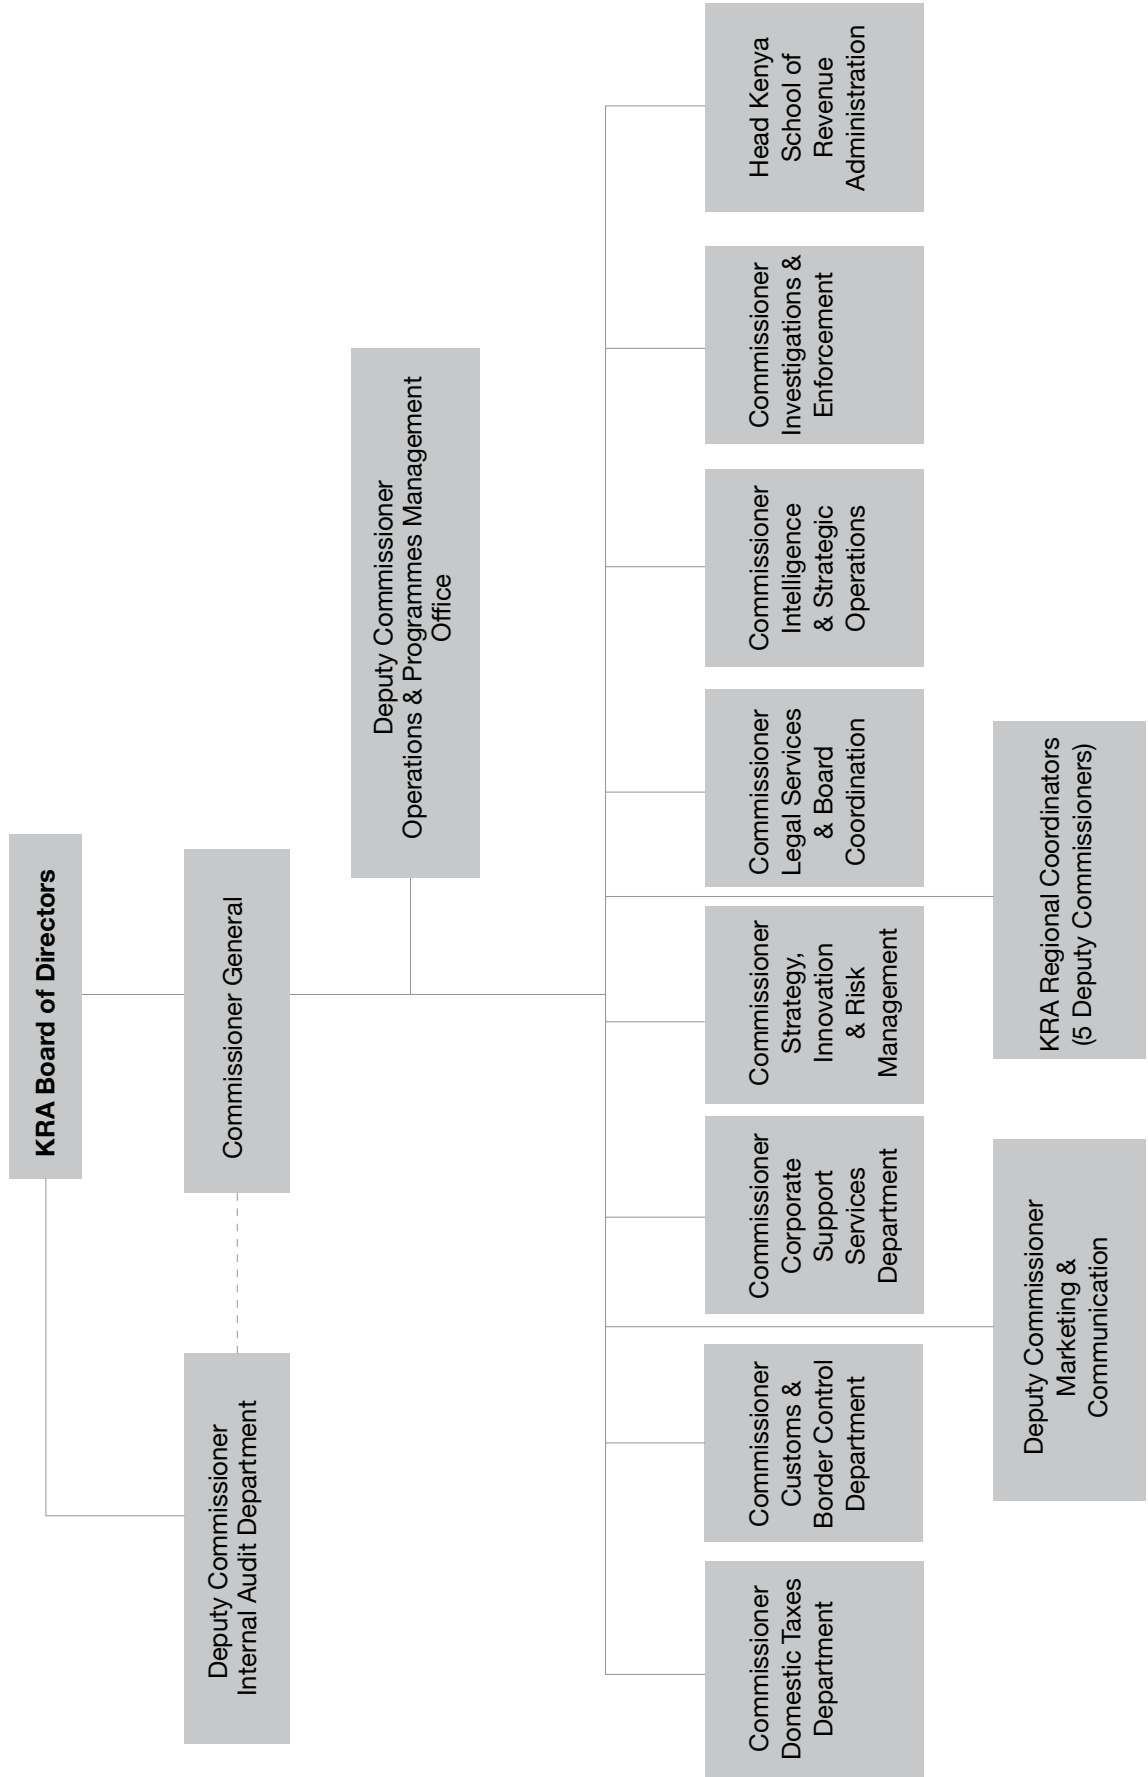 KRA Board of Directors
Deputy Commissioner
Internal Audit Department
Commissioner General
Deputy Commissioner
Operations & Programmes Management
Office
Commissioner
Domestic Taxes
Department
Commissioner
Customs &
Border Control
Department
Commissioner
Corporate
Support
Services
Department
Commissioner
Strategy,
Innovation
& Risk
Management
Commissioner
Legal Services
& Board
Coordination
Commissioner
Intelligence
& Strategic
Operations
Commissioner
Investigations &
Enforcement
Head Kenya
School of
Revenue
Administration
Deputy Commissioner
Marketing &
Communication
KRA Regional Coordinators
(5 Deputy Commissioners)